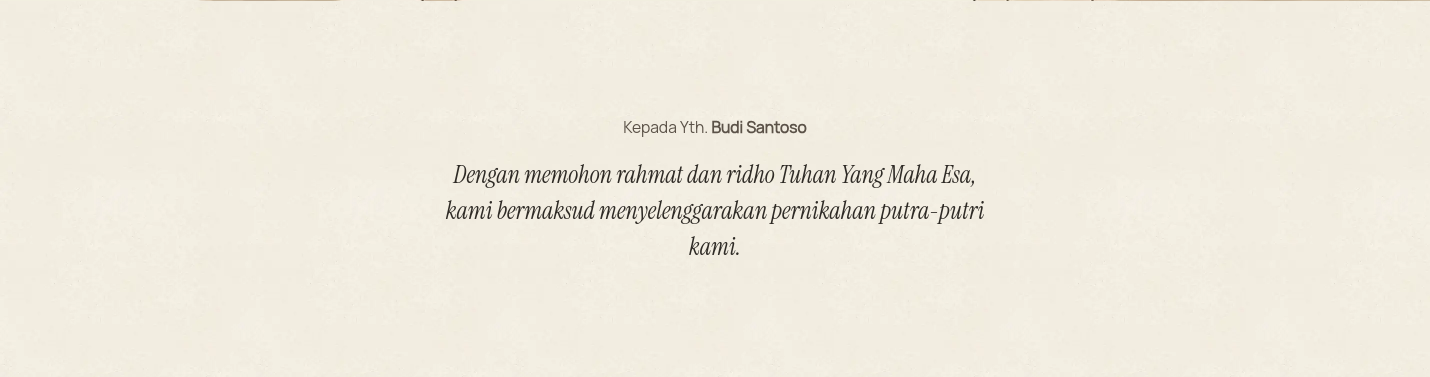 Kepada Yth. Budi Santoso
Dengan memohon rahmat dan ridho Tuhan Yang Maha Esa,
kami bermaksud menyelenggarakan pernikahan putra-putri
kami.